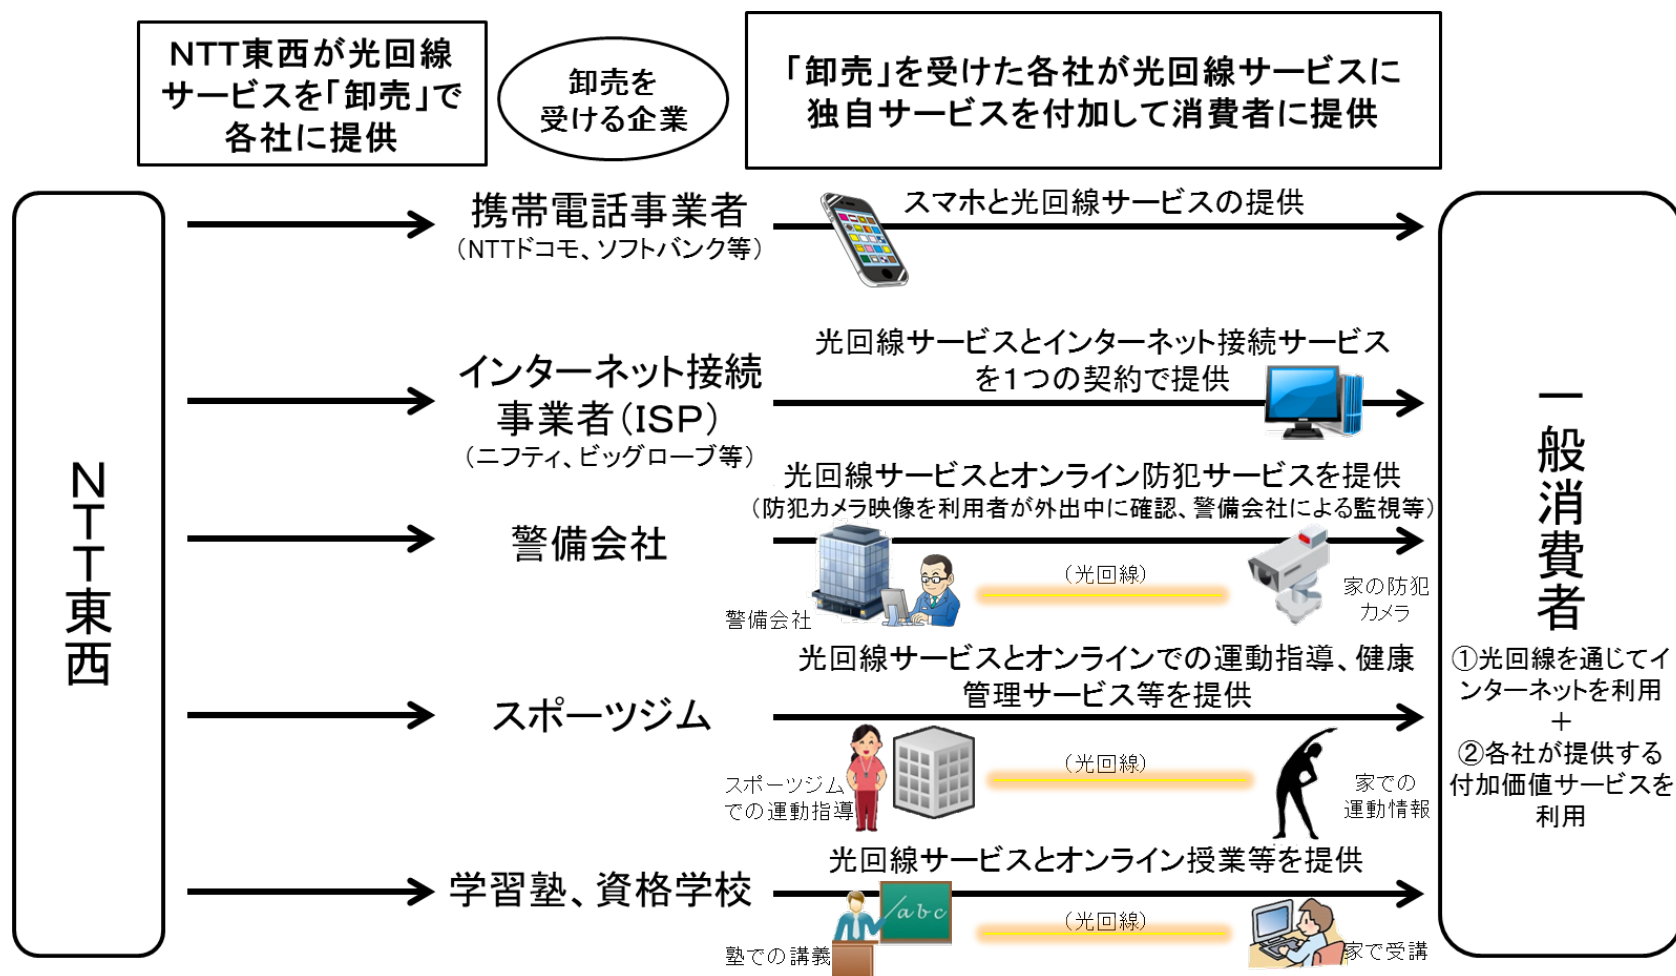 NTT東西が光回線
サービスを「卸売」で
各社に提供
卸売を
受ける企業
「卸売」を受けた各社が光回線サービスに
独自サービスを付加して消費者に提供
NTT東西
携帯電話事業者
（NTTドコモ、ソフトバンク等）
スマホと光回線サービスの提供
インターネット接続
事業者（ISP）
（ニフティ、ビッグローブ等）
光回線サービスとインターネット接続サービス
を1つの契約で提供
警備会社
光回線サービスとオンライン防犯サービスを提供
（防犯カメラ映像を利用者が外出中に確認、警備会社による監視等）
警備会社
（光回線）
家の防犯
カメラ
スポーツジム
光回線サービスとオンラインでの運動指導、健康
管理サービス等を提供
スポーツジム
での運動指導
（光回線）
家での
運動情報
学習塾、資格学校
光回線サービスとオンライン授業等を提供
塾での講義
abc
（光回線）
家で受講
一般消費者
①光回線を通じてイ
ンターネットを利用
＋
②各社が提供する
付加価値サービスを
利用